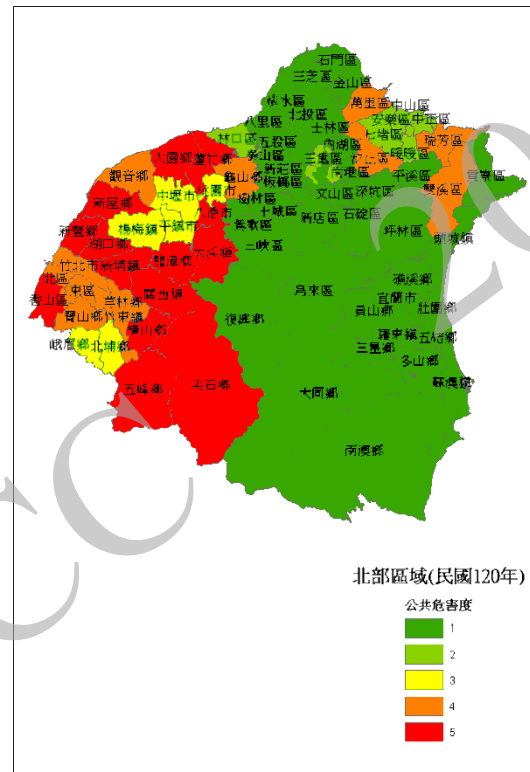 石門區
三芝區
金山區
淡水區
萬里區
中山區
北投區
安樂區 中正區
八里區
士林區
七堵區
林口區
五股區
內湖區
暖暖區
瑞芳區
大園鄉
蘆竹鄉
泰山區
三重區
汐止區
新莊區
南港區
平溪區
貢寮區
觀音鄉
龜山鄉
板橋區
雙溪區
中壢市
桃園市
樹林區
文山區
深坑區
新屋鄉
八德市
土城區
新店區
石碇區
楊梅鎮
平鎮市
鶯歌區
坪林區
新豐鄉
頭城鎮
湖口鄉
大溪鎮
三峽區
竹北市
新埔鎮
龍潭鄉
北區
礁溪鄉
東區
關西鎮
烏來區
宜蘭市
香山區
芎林鄉
員山鄉
壯圍鄉
寶山鄉
竹東鎮
復興鄉
橫山鄉
羅東鎮
五結鄉
峨眉鄉
北埔鄉
三星鄉
冬山鄉
五峰鄉
尖石鄉
大同鄉
蘇澳鎮
南澳鄉
北部區域(民國120年)
公共危害度
1
2
3
4
5